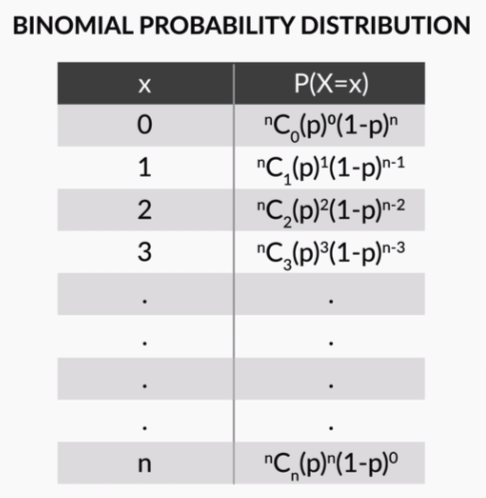 BINOMIAL PROBABILITY DISTRIBUTION
x P(X=x)
0 ⁿC₀(p)⁰(1-p)ⁿ
1 ⁿC₁(p)¹(1-p)ⁿ⁻¹
2 ⁿC₂(p)²(1-p)ⁿ⁻²
3 ⁿC₃(p)³(1-p)ⁿ⁻³
. .
. .
. .
. .
n ⁿCₙ(p)ⁿ(1-p)⁰